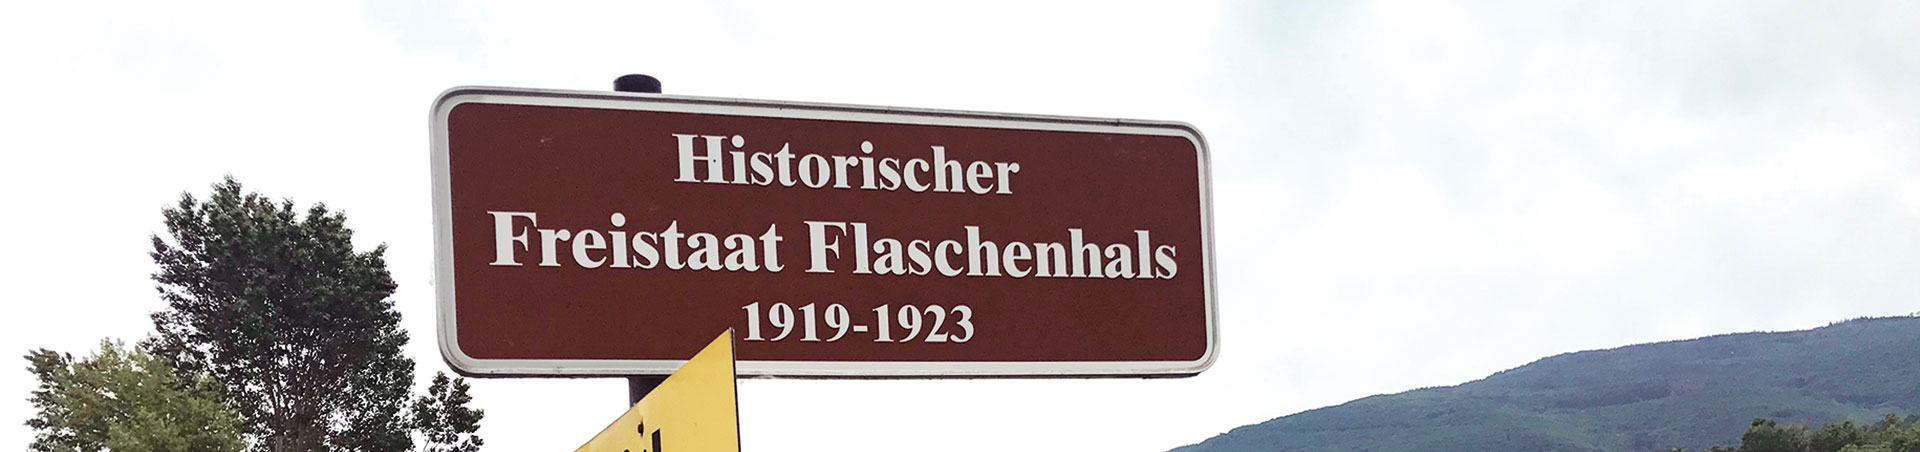 Historischer
Freistaat Flaschenhals
1919-1923